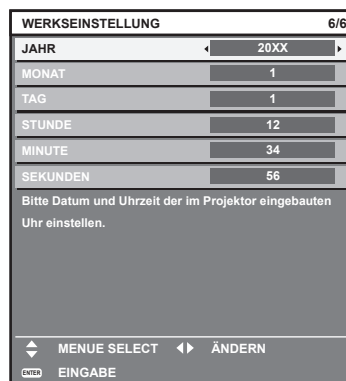 WERKSEINSTELLUNG 6/6
JAHR 20XX
MONAT 1
TAG 1
STUNDE 12
MINUTE 34
SEKUNDEN 56
Bitte Datum und Uhrzeit der im Projektor eingebauten
Uhr einstellen.
MENUE SELECT ÄNDERN
ENTER EINGABE